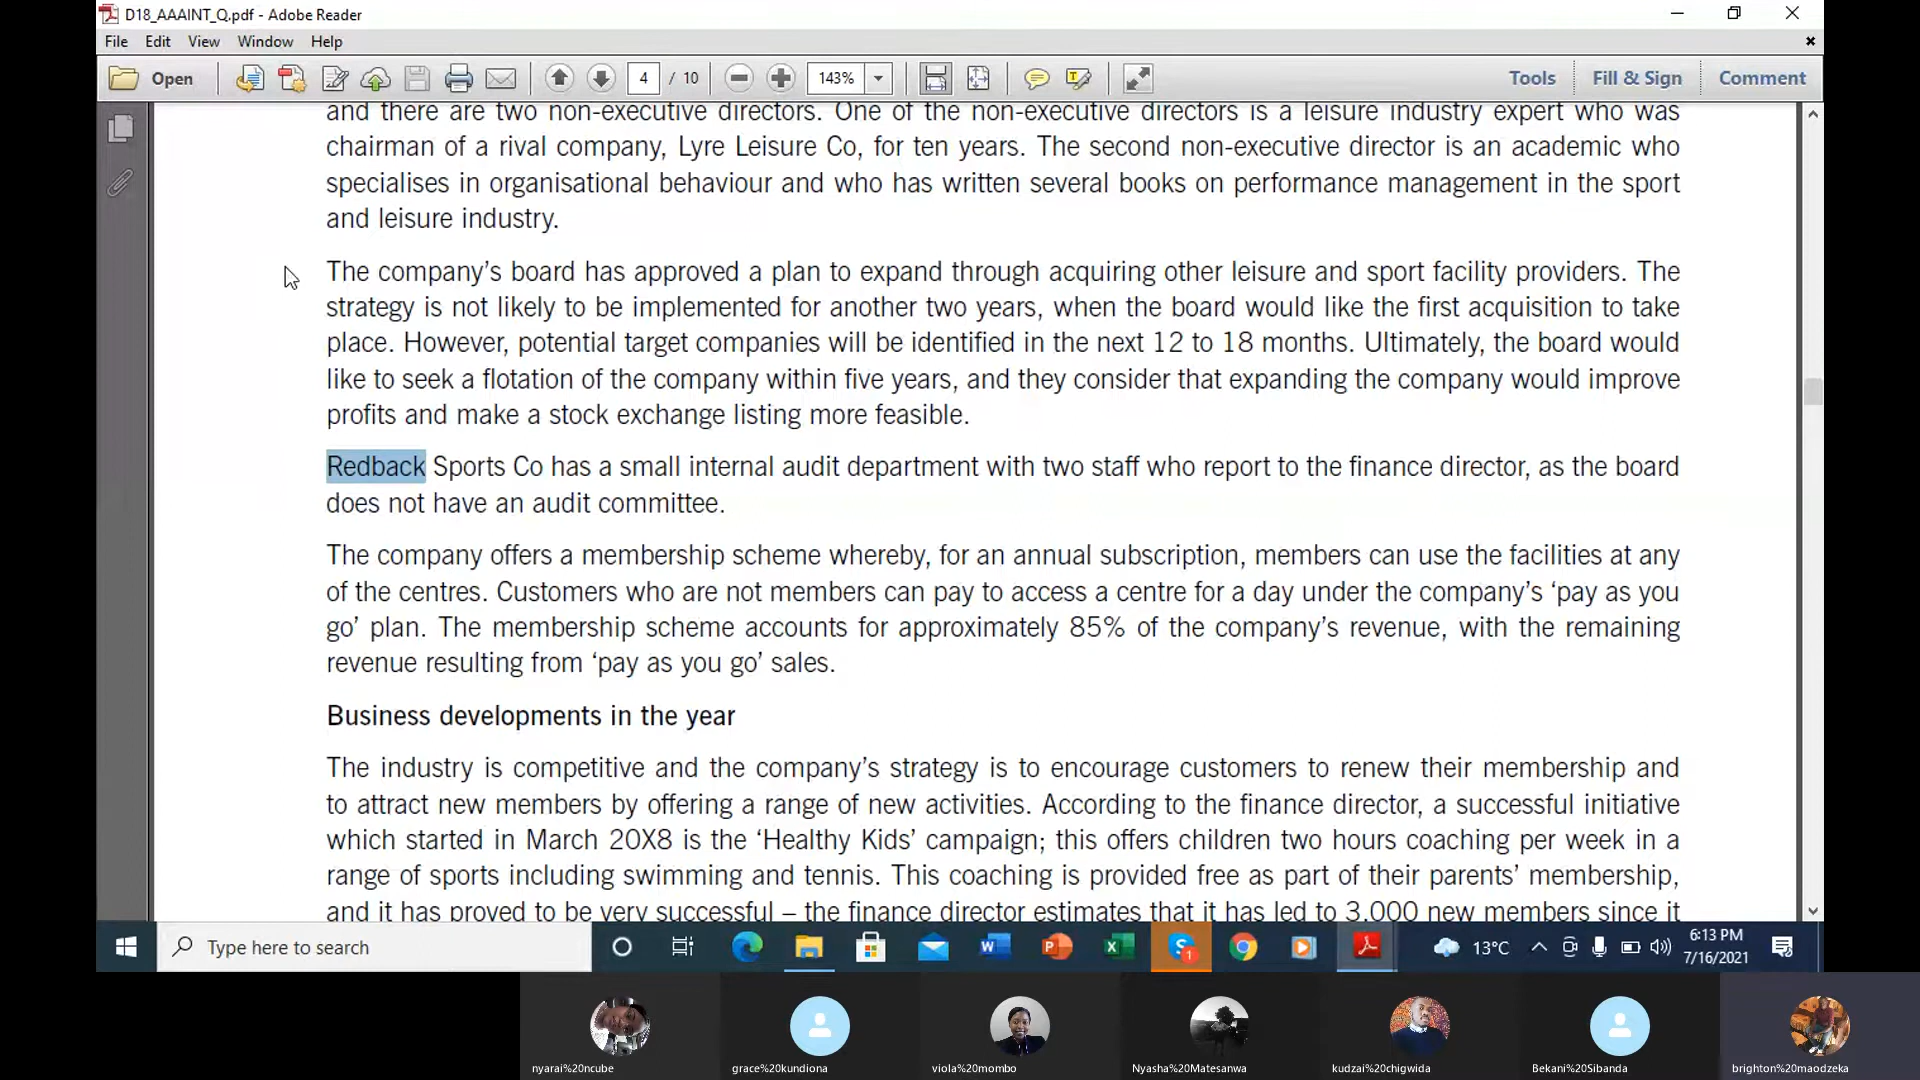 D18_AAAINT_Q.pdf - Adobe Reader
File Edit View Window Help
Open 4 / 10 143% Tools Fill & Sign Comment
and there are two non-executive directors. One of the non-executive directors is a leisure industry expert who was
chairman of a rival company, Lyre Leisure Co, for ten years. The second non-executive director is an academic who
specialises in organisational behaviour and who has written several books on performance management in the sport
and leisure industry.
The company’s board has approved a plan to expand through acquiring other leisure and sport facility providers. The
strategy is not likely to be implemented for another two years, when the board would like the first acquisition to take
place. However, potential target companies will be identified in the next 12 to 18 months. Ultimately, the board would
like to seek a flotation of the company within five years, and they consider that expanding the company would improve
profits and make a stock exchange listing more feasible.
Redback Sports Co has a small internal audit department with two staff who report to the finance director, as the board
does not have an audit committee.
The company offers a membership scheme whereby, for an annual subscription, members can use the facilities at any
of the centres. Customers who are not members can pay to access a centre for a day under the company’s ‘pay as you
go’ plan. The membership scheme accounts for approximately 85% of the company’s revenue, with the remaining
revenue resulting from ‘pay as you go’ sales.
Business developments in the year
The industry is competitive and the company’s strategy is to encourage customers to renew their membership and
to attract new members by offering a range of new activities. According to the finance director, a successful initiative
which started in March 20X8 is the ‘Healthy Kids’ campaign; this offers children two hours coaching per week in a
range of sports including swimming and tennis. This coaching is provided free as part of their parents’ membership,
and it has proved to be very successful – the finance director estimates that it has led to 3,000 new members since it
Type here to search 13°C 6:13 PM
7/16/2021
nyarai%20ncube grace%20kundiona viola%20mombo Nyasha%20Matesanwa kudzai%20chigwida Bekani%20Sibanda brighton%20maodzeka